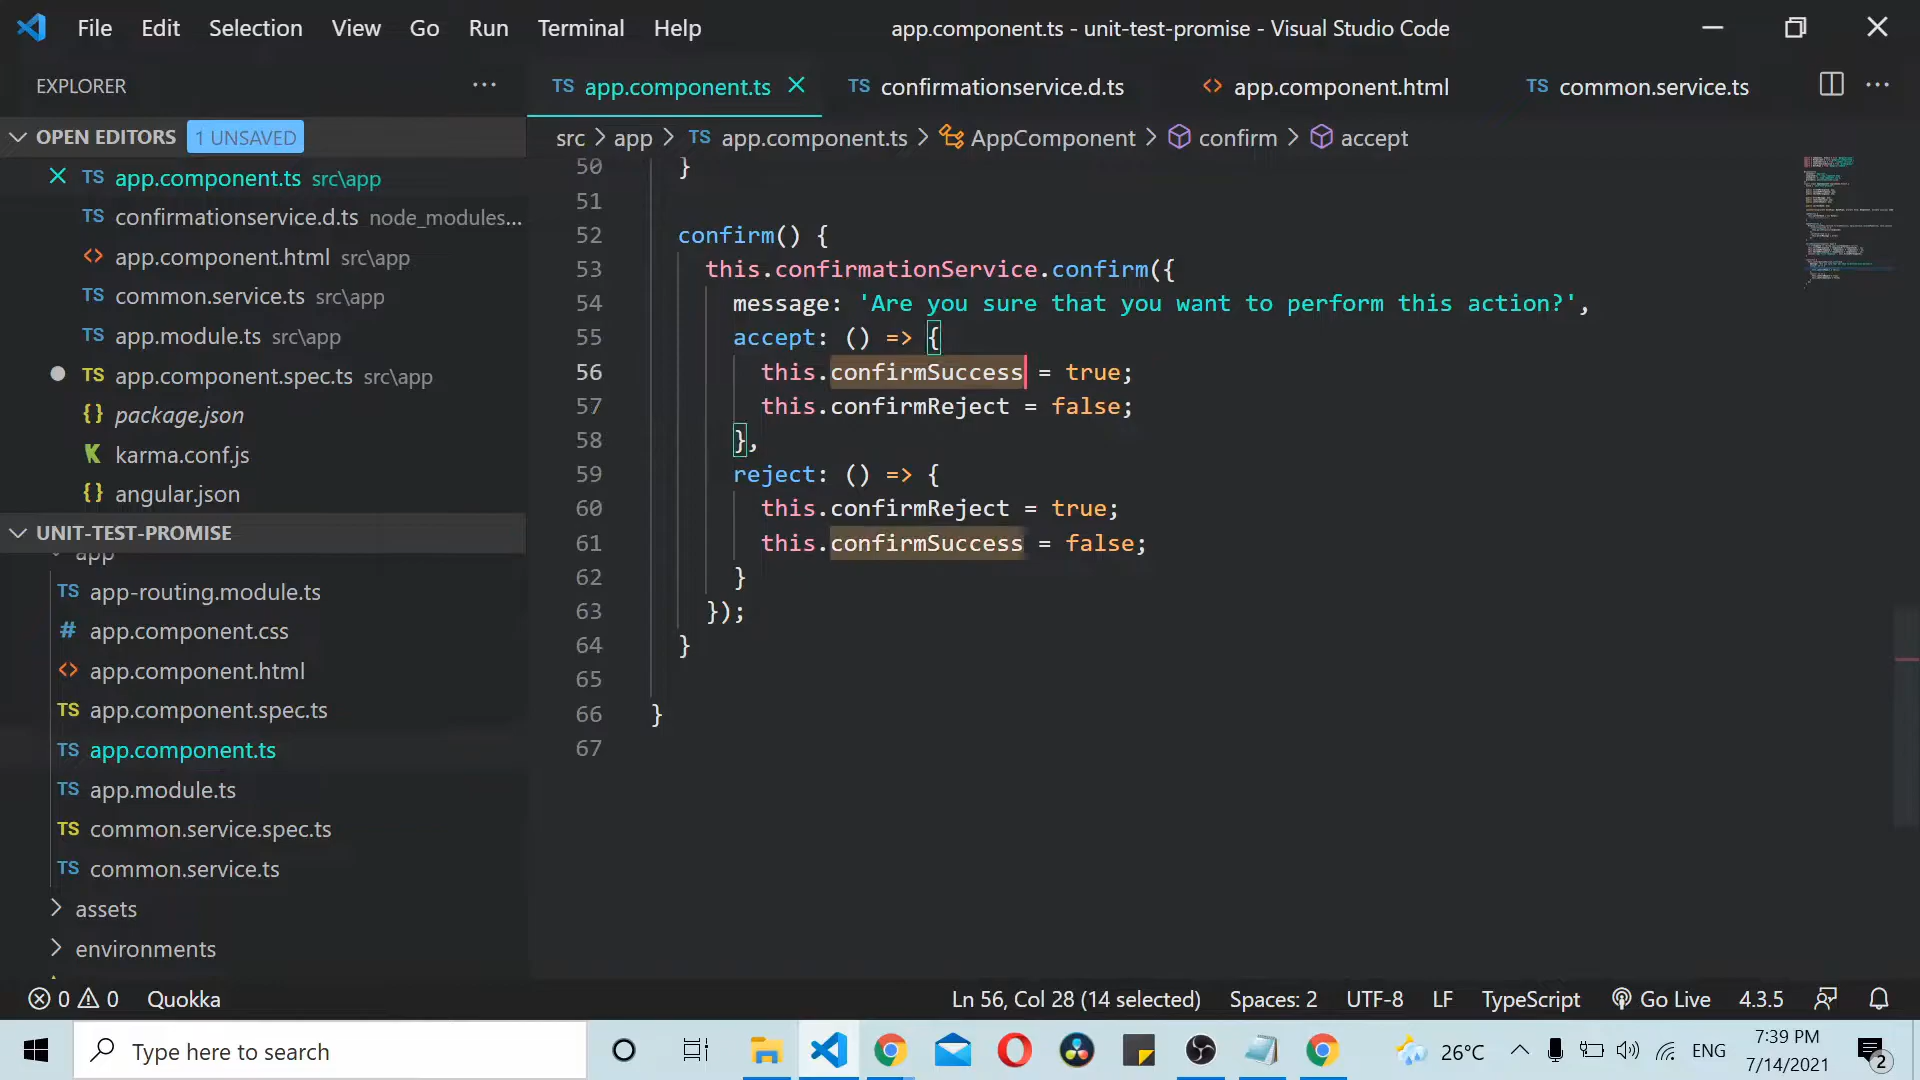 File Edit Selection View Go Run Terminal Help
app.component.ts - unit-test-promise - Visual Studio Code
EXPLORER
TS app.component.ts
TS confirmationservice.d.ts
<> app.component.html
TS common.service.ts
OPEN EDITORS 1 UNSAVED
TS app.component.ts src\app
TS confirmationservice.d.ts node_modules...
<> app.component.html src\app
TS common.service.ts src\app
TS app.module.ts src\app
TS app.component.spec.ts src\app
{} package.json
K karma.conf.js
{} angular.json
UNIT-TEST-PROMISE
app
TS app-routing.module.ts
# app.component.css
<> app.component.html
TS app.component.spec.ts
TS app.component.ts
TS app.module.ts
TS common.service.spec.ts
TS common.service.ts
> assets
> environments
src > app > TS app.component.ts > AppComponent > confirm > accept
50 }
51
52 confirm() {
53 this.confirmationService.confirm({
54 message: 'Are you sure that you want to perform this action?',
55 accept: () => {
56 this.confirmSuccess = true;
57 this.confirmReject = false;
58 },
59 reject: () => {
60 this.confirmReject = true;
61 this.confirmSuccess = false;
62 }
63 });
64 }
65
66 }
67
0 0 Quokka
Ln 56, Col 28 (14 selected) Spaces: 2 UTF-8 LF TypeScript Go Live 4.3.5
Type here to search
26°C ENG
7:39 PM
7/14/2021
2